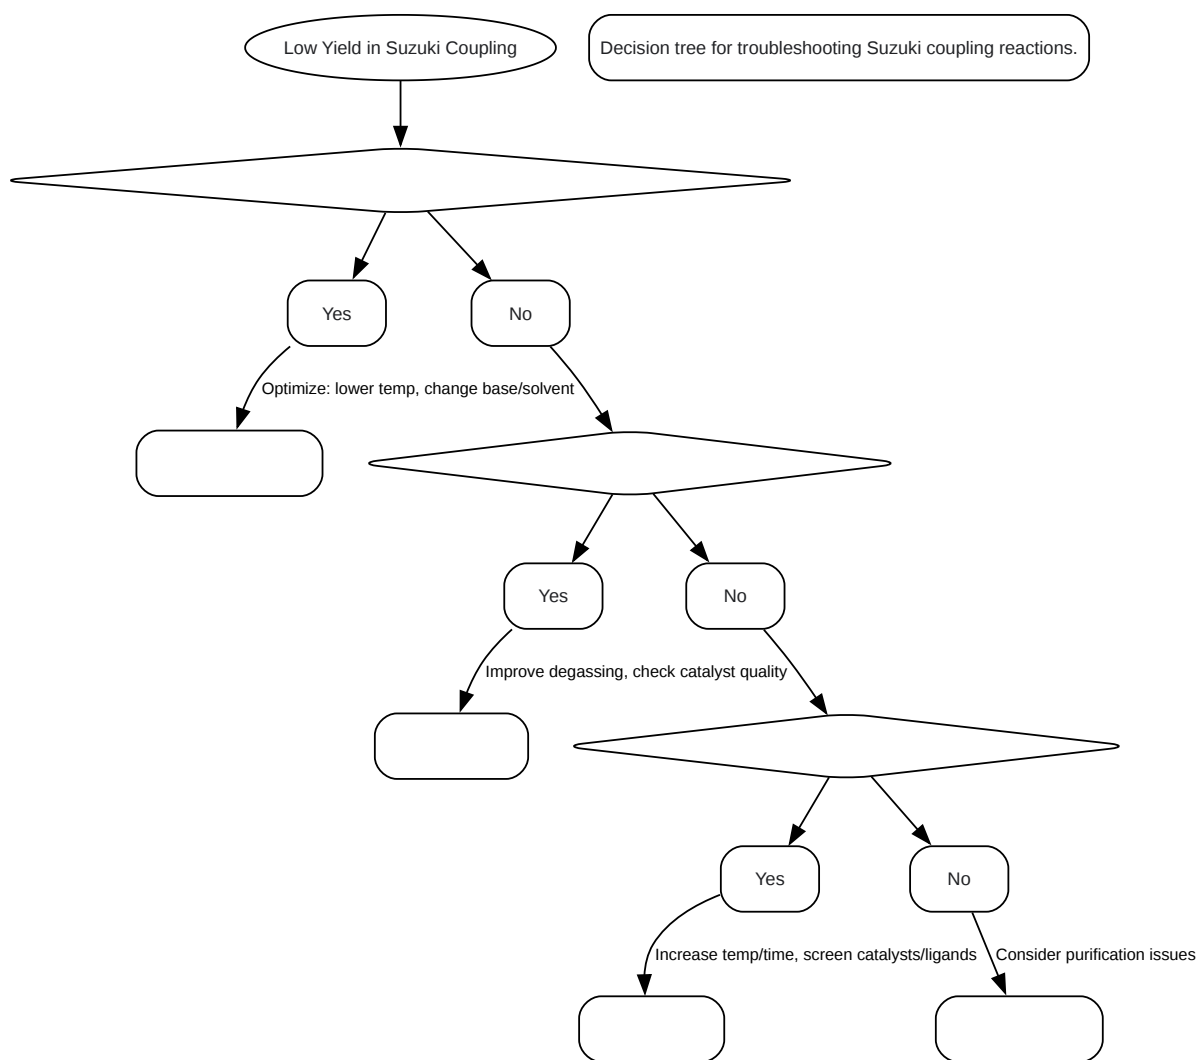 Low Yield in Suzuki Coupling
Decision tree for troubleshooting Suzuki coupling reactions.
Yes
No
Optimize: lower temp, change base/solvent
Yes
No
Improve degassing, check catalyst quality
Yes
No
Increase temp/time, screen catalysts/ligands
Consider purification issues